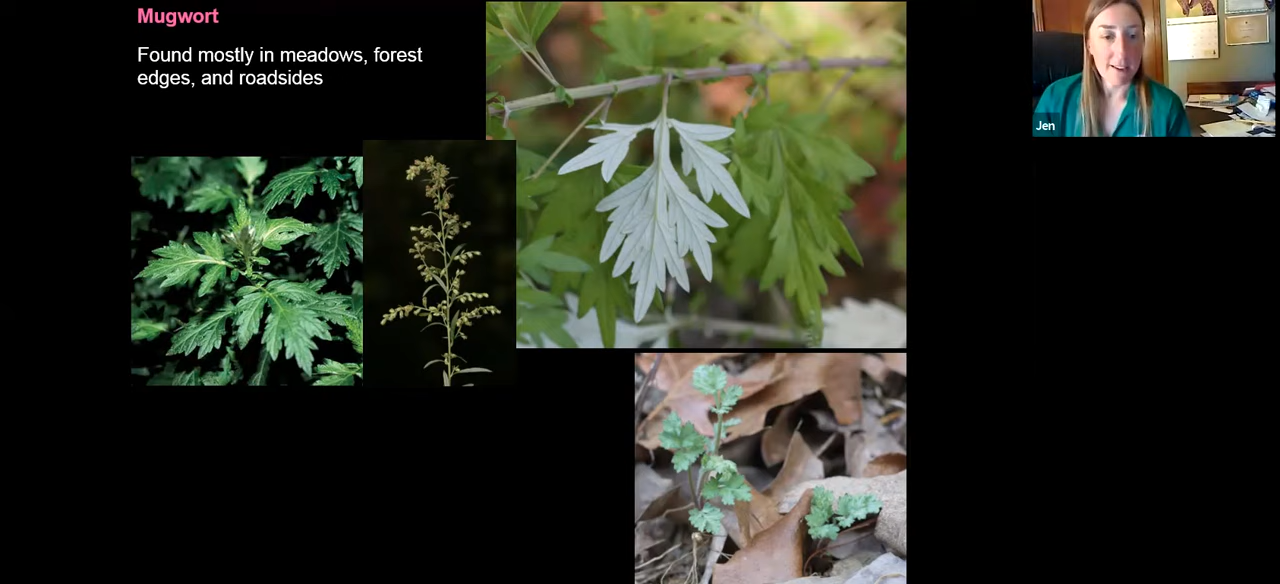 Mugwort
Found mostly in meadows, forest
edges, and roadsides
Jen